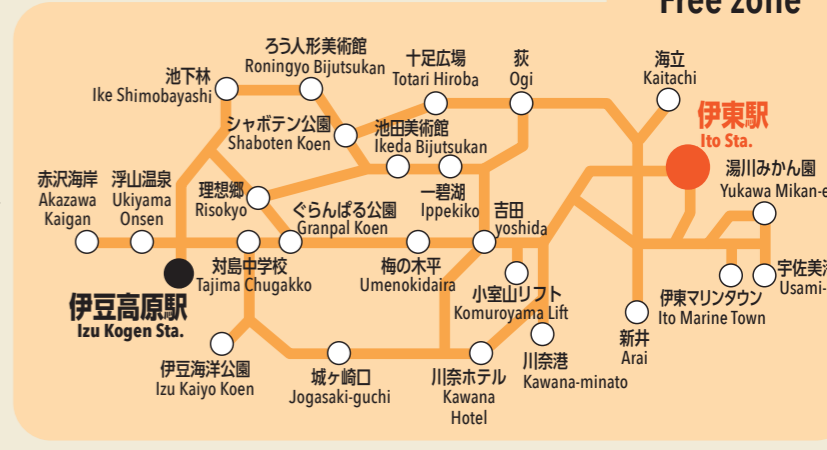 Free zone
ろう人形美術館
Roningyo Bijutsukan
十足広場
Totari Hiroba
荻
Ogi
海立
Kaitachi
池下林
Ike Shimobayashi
伊東駅
Ito Sta.
シャボテン公園
Shaboten Koen
池田美術館
Ikeda Bijutsukan
湯川みかん園
Yukawa Mikan-e
赤沢海岸
Akazawa
Kaigan
浮山温泉
Ukiyama
Onsen
理想郷
Risokyo
一碧湖
Ippekiko
ぐらんぱる公園
Granpal Koen
吉田
yoshida
対島中学校
Tajima Chugakko
梅の木平
Umenokidaira
宇佐美
Usami-
伊豆高原駅
Izu Kogen Sta.
小室山リフト
Komuroyama Lift
伊東マリンタウン
Ito Marine Town
新井
Arai
伊豆海洋公園
Izu Kaiyo Koen
城ヶ崎口
Jogasaki-guchi
川奈ホテル
Kawana
Hotel
川奈港
Kawana-minato